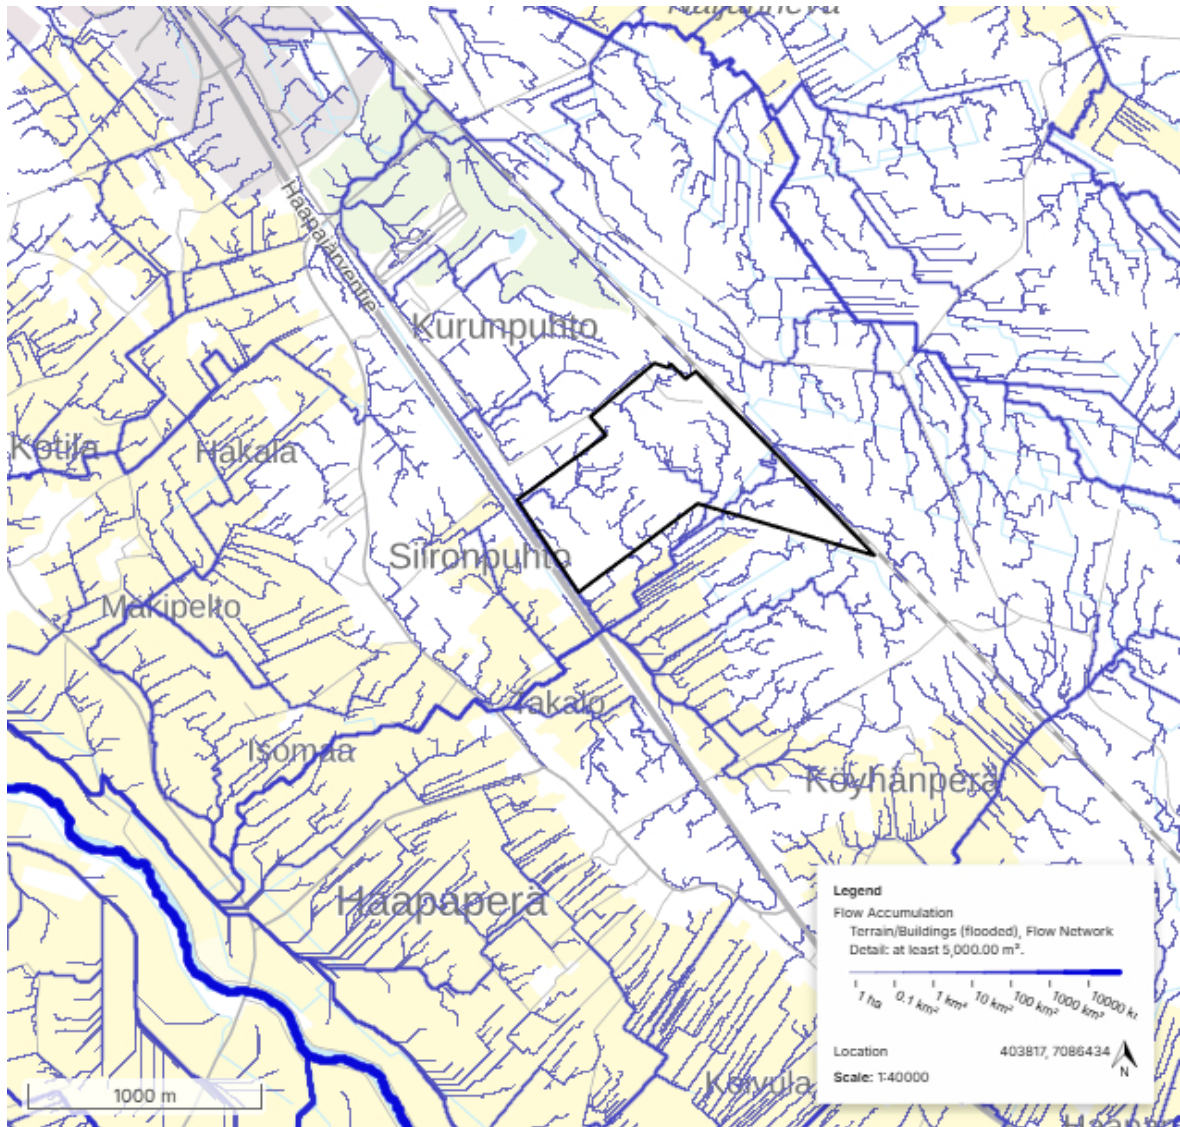 Haapajärventie
Kurunpuhto
Kotila
Hakala
Siironpuhto
Mäkipelto
Takalo
Isomaa
Köyhänperä
Haapaperä
Koivula
Legend
Flow Accumulation
Terrain/Buildings (flooded), Flow Network
Detail: at least 5,000.00 m².
1 ha
0.1 km²
1 km²
10 km²
100 km²
1000 km²
10000 k
Location
403817, 7086434
N
Scale: 1:40000
1000 m